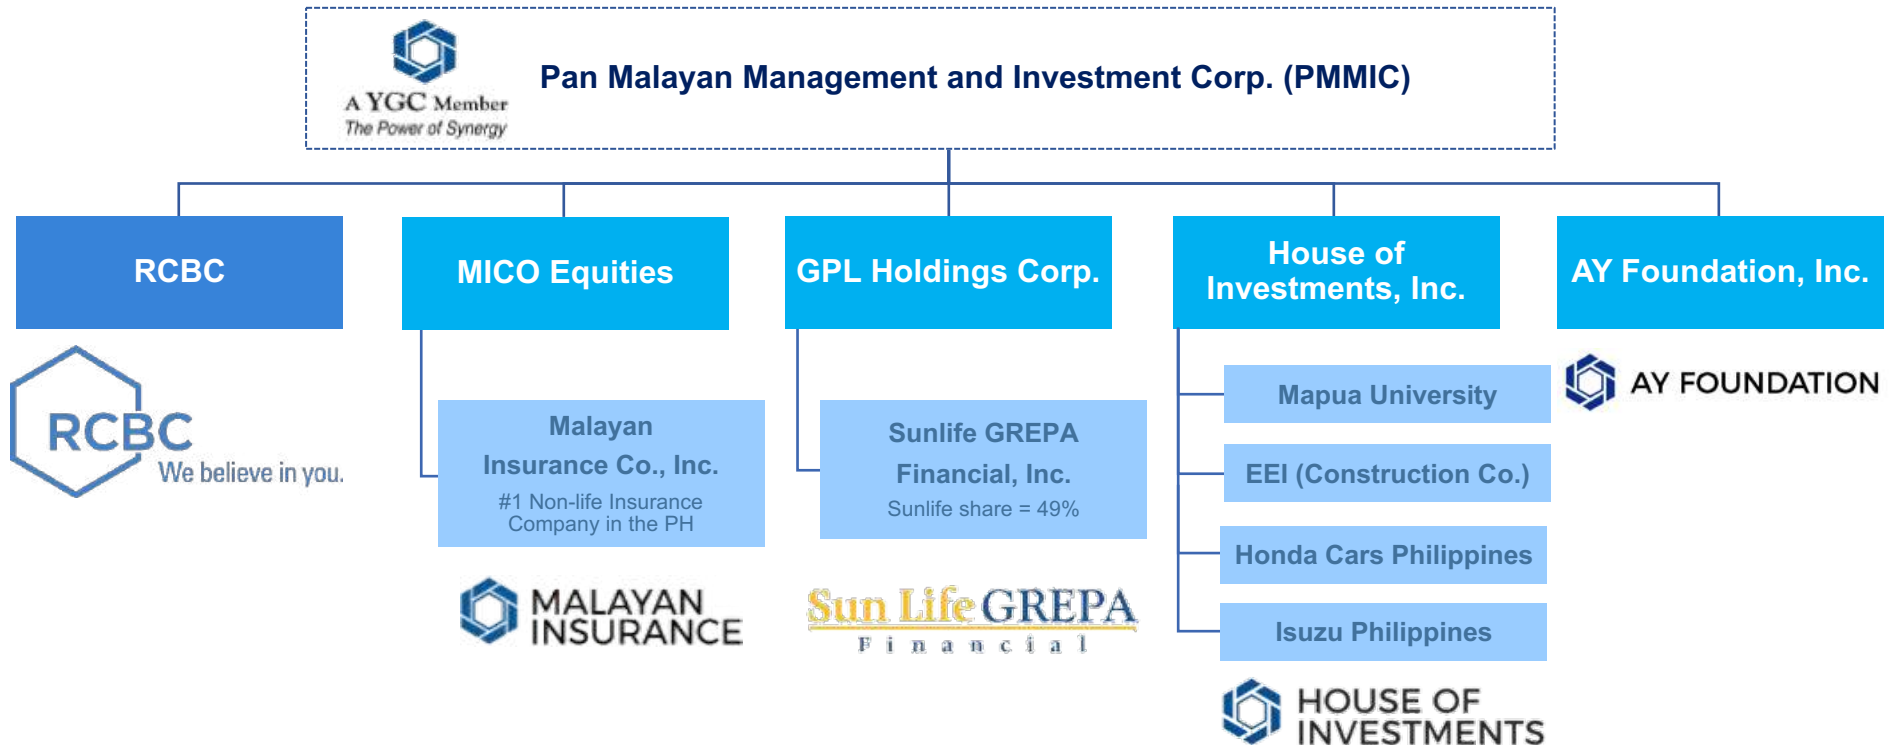 A YGC Member
The Power of Synergy
Pan Malayan Management and Investment Corp. (PMMIC)
RCBC
MICO Equities
GPL Holdings Corp.
House of
Investments, Inc.
AY Foundation, Inc.
RCBC
We believe in you.
Malayan
Insurance Co., Inc.
#1 Non-life Insurance
Company in the PH
MALAYAN
INSURANCE
Sunlife GREPA
Financial, Inc.
Sunlife share = 49%
Sun Life GREPA
Financial
Mapua University
EEI (Construction Co.)
Honda Cars Philippines
Isuzu Philippines
HOUSE OF
INVESTMENTS
AY FOUNDATION